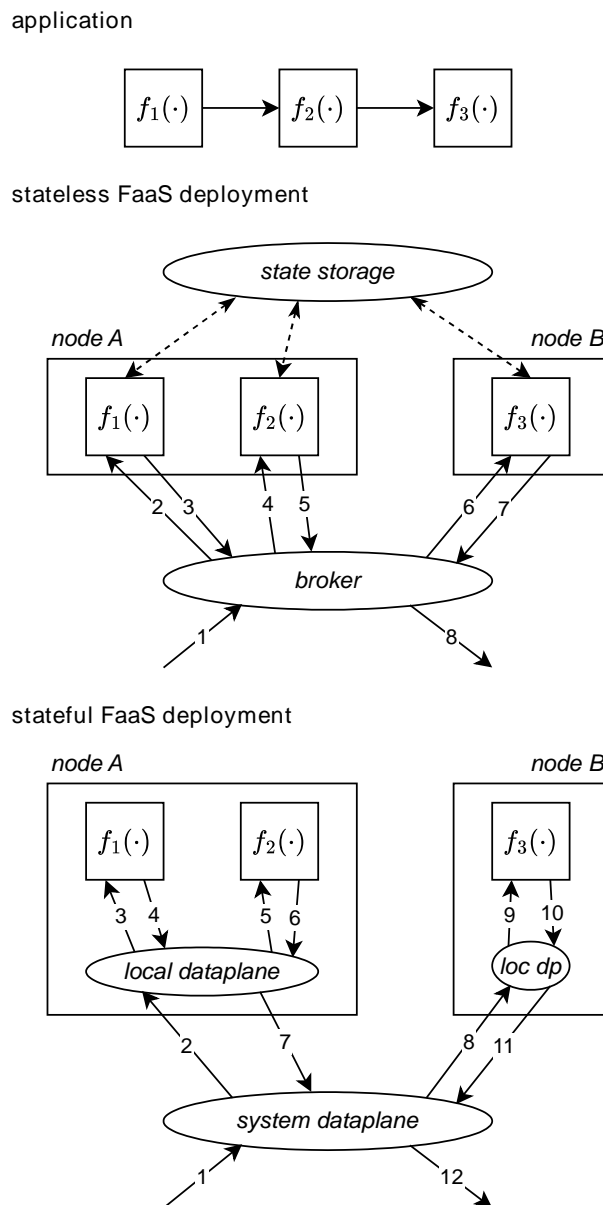 application
f₁(·) f₂(·) f₃(·)
stateless FaaS deployment
state storage
node A node B
f₁(·) f₂(·) f₃(·)
2 3 4 5 6 7
broker
1 8
stateful FaaS deployment
node A node B
f₁(·) f₂(·) f₃(·)
3 4 5 6 9 10
local dataplane loc dp
2 7 8 11
system dataplane
1 12